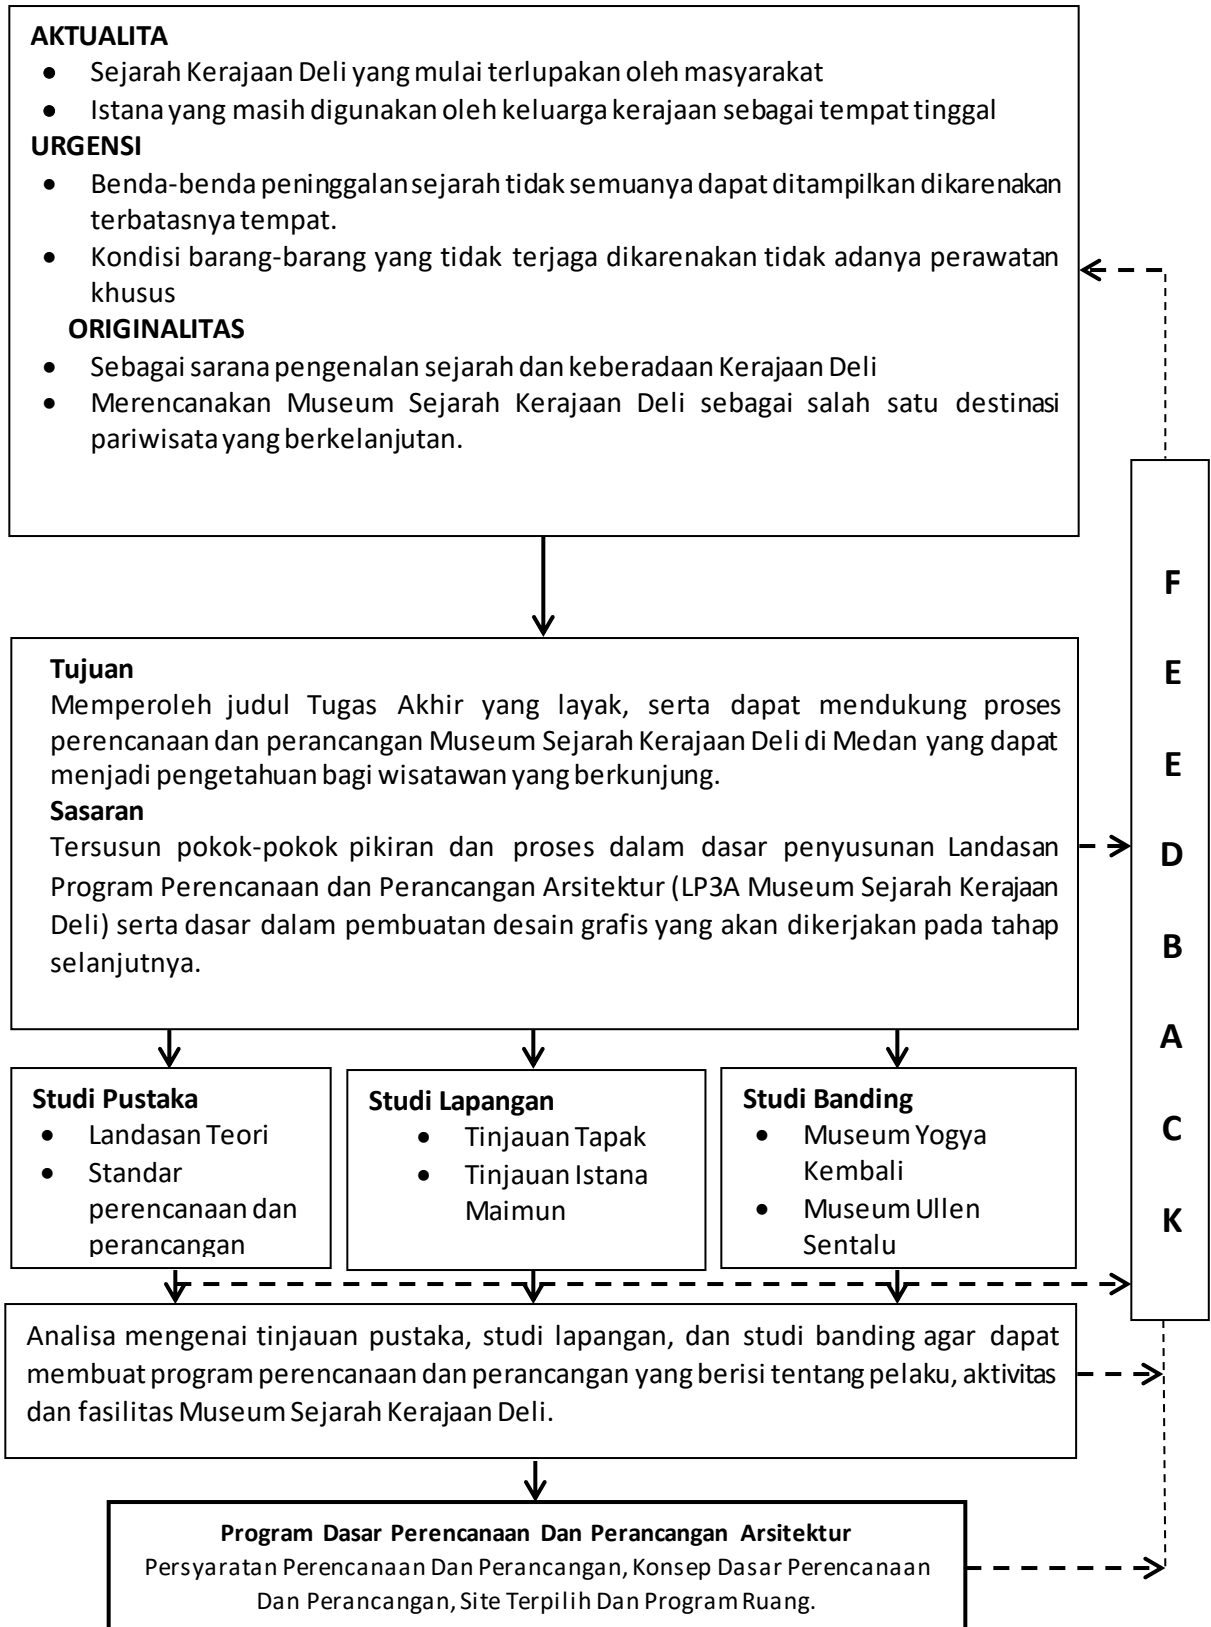 AKTUALITA
• Sejarah Kerajaan Deli yang mulai terlupakan oleh masyarakat
• Istana yang masih digunakan oleh keluarga kerajaan sebagai tempat tinggal
URGENSI
• Benda-benda peninggalan sejarah tidak semuanya dapat ditampilkan dikarenakan
terbatasnya tempat.
• Kondisi barang-barang yang tidak terjaga dikarenakan tidak adanya perawatan
khusus
ORIGINALITAS
• Sebagai sarana pengenalan sejarah dan keberadaan Kerajaan Deli
• Merencanakan Museum Sejarah Kerajaan Deli sebagai salah satu destinasi
pariwisata yang berkelanjutan.
Tujuan
Memperoleh judul Tugas Akhir yang layak, serta dapat mendukung proses
perencanaan dan perancangan Museum Sejarah Kerajaan Deli di Medan yang dapat
menjadi pengetahuan bagi wisatawan yang berkunjung.
Sasaran
Tersusun pokok-pokok pikiran dan proses dalam dasar penyusunan Landasan
Program Perencanaan dan Perancangan Arsitektur (LP3A Museum Sejarah Kerajaan
Deli) serta dasar dalam pembuatan desain grafis yang akan dikerjakan pada tahap
selanjutnya.
Studi Pustaka
• Landasan Teori
• Standar
perencanaan dan
perancangan
Studi Lapangan
• Tinjauan Tapak
• Tinjauan Istana
Maimun
Studi Banding
• Museum Yogya
Kembali
• Museum Ullen
Sentalu
Analisa mengenai tinjauan pustaka, studi lapangan, dan studi banding agar dapat
membuat program perencanaan dan perancangan yang berisi tentang pelaku, aktivitas
dan fasilitas Museum Sejarah Kerajaan Deli.
Program Dasar Perencanaan Dan Perancangan Arsitektur
Persyaratan Perencanaan Dan Perancangan, Konsep Dasar Perencanaan
Dan Perancangan, Site Terpilih Dan Program Ruang.
F
E
E
D
B
A
C
K